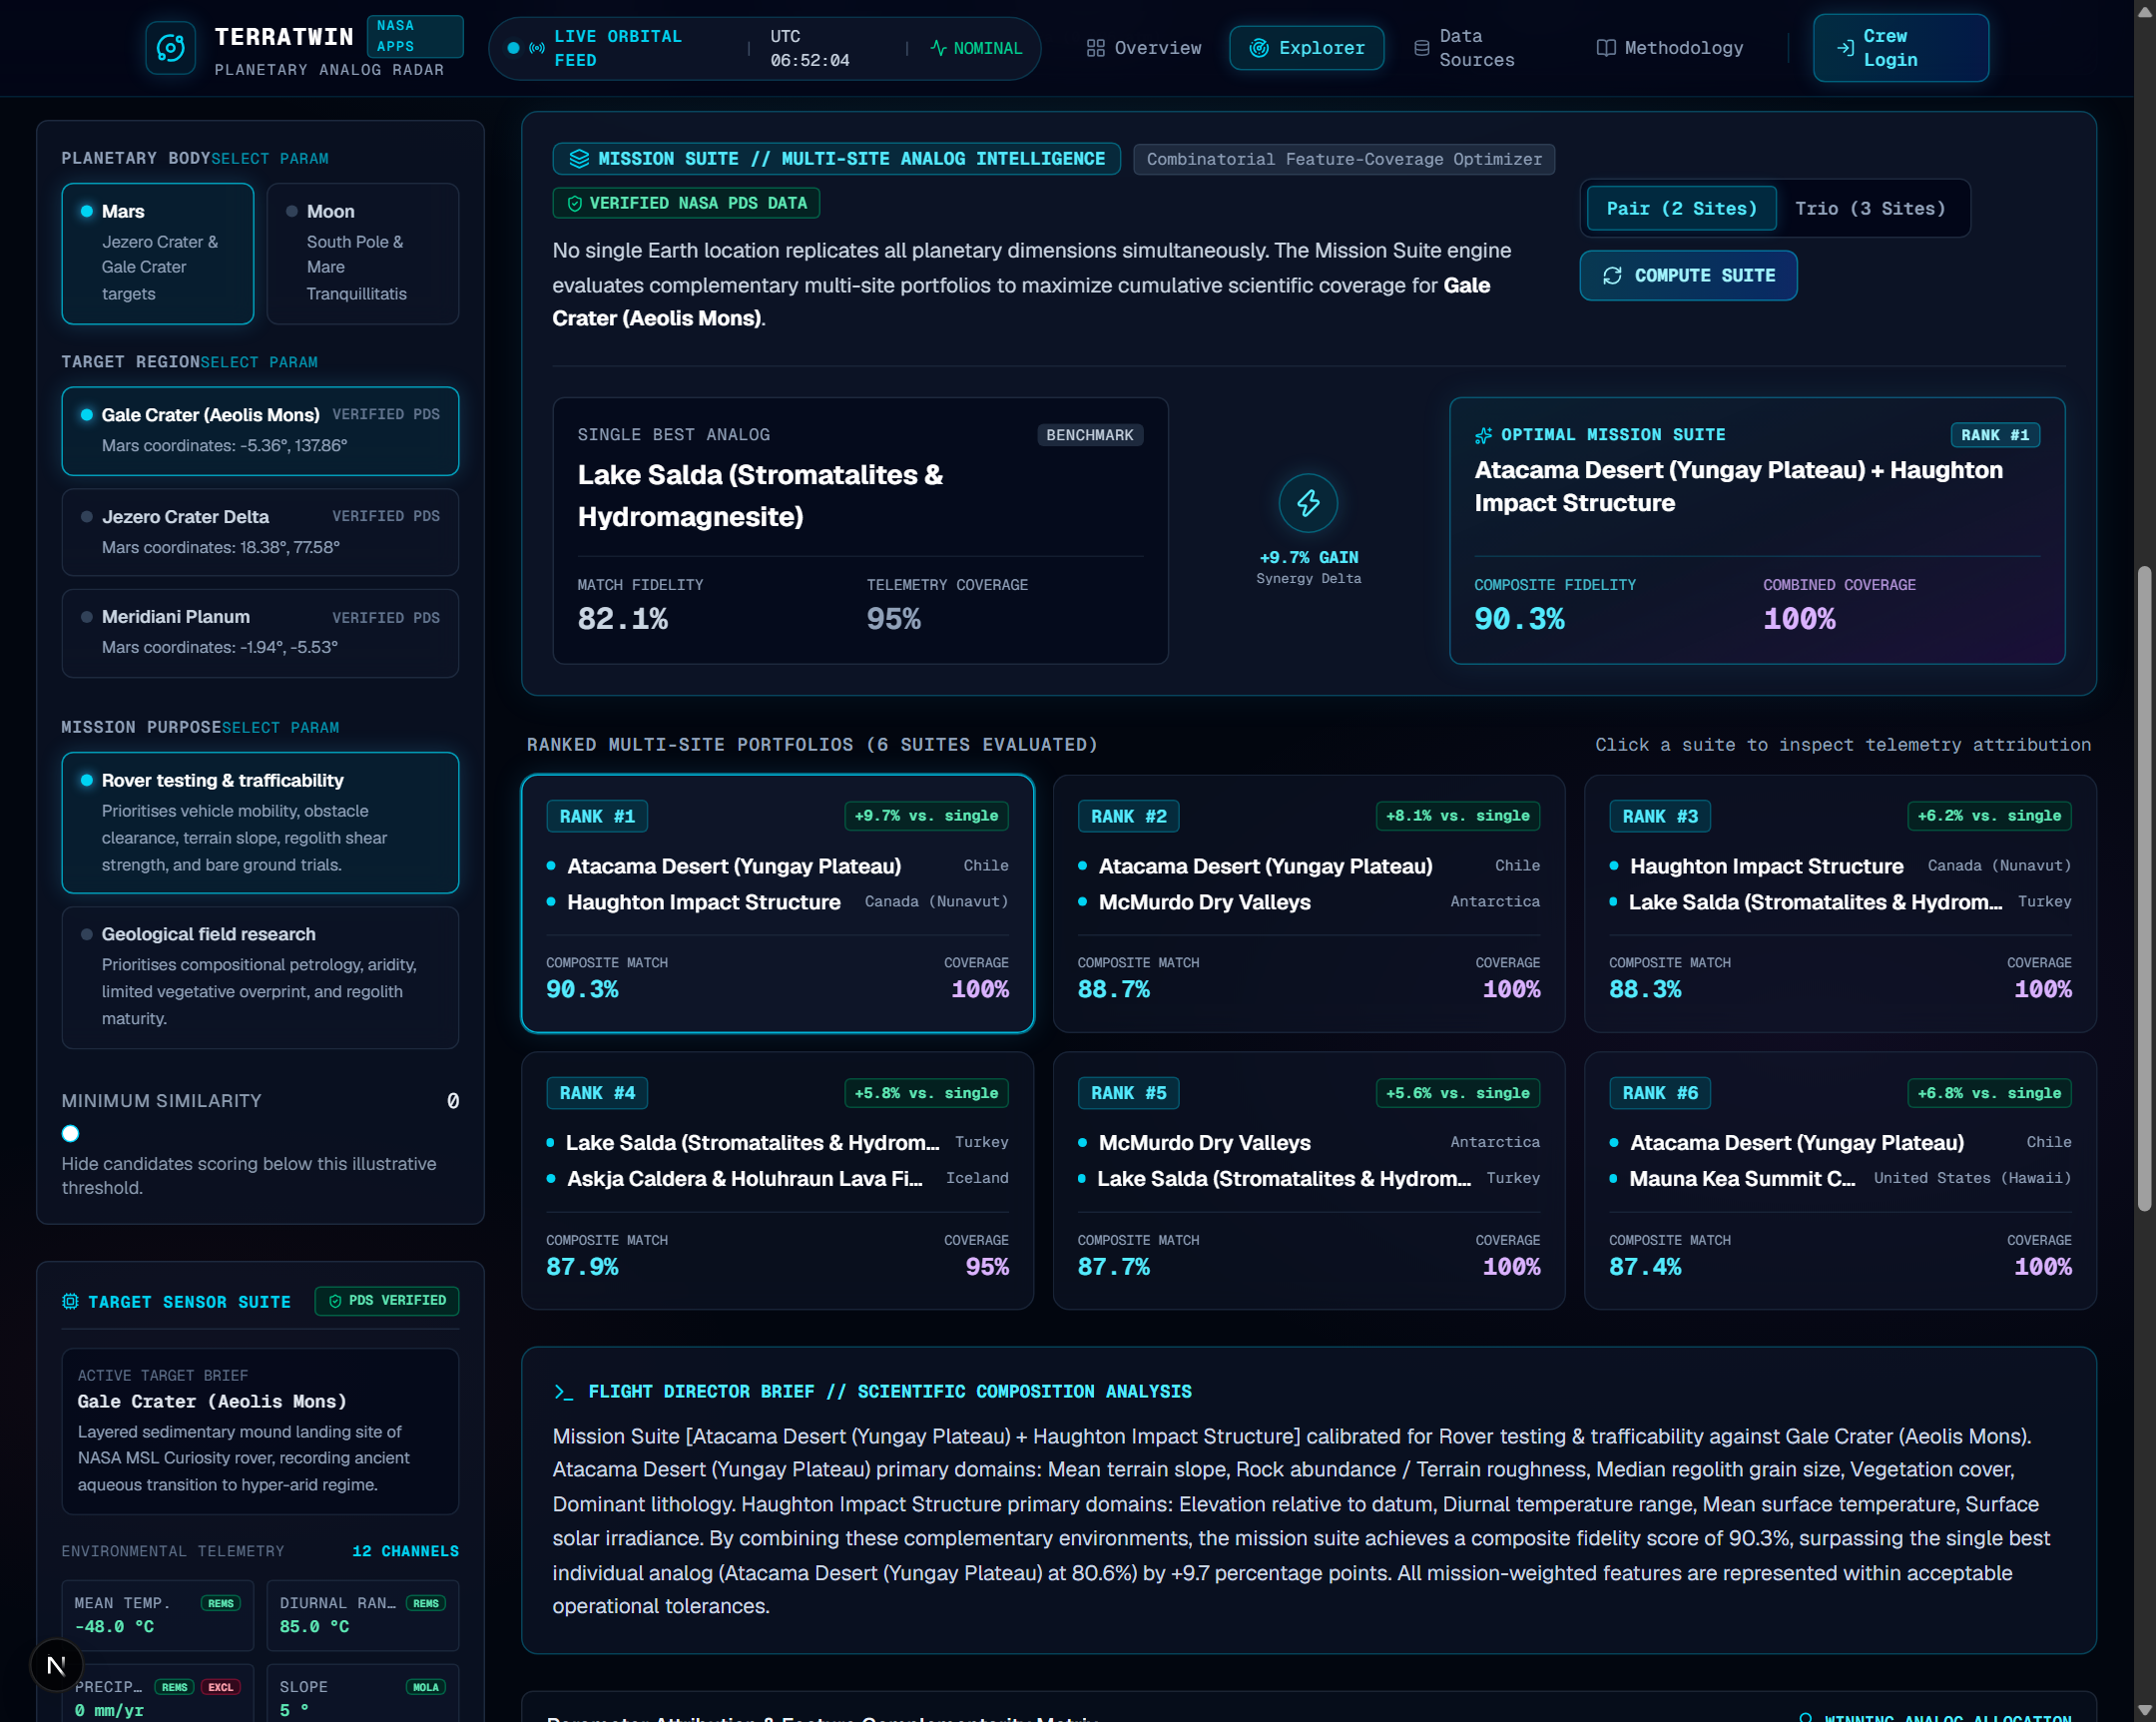 TERRATWIN
NASA APPS
PLANETARY ANALOG RADAR
LIVE ORBITAL FEED
UTC 06:52:04
NOMINAL
Overview
Explorer
Data Sources
Methodology
Crew Login
PLANETARY BODYSELECT PARAM
Mars
Jezero Crater &
Gale Crater
targets
Moon
South Pole &
Mare
Tranquillitatis
TARGET REGIONSELECT PARAM
Gale Crater (Aeolis Mons) VERIFIED PDS
Mars coordinates: -5.36°, 137.86°
Jezero Crater Delta VERIFIED PDS
Mars coordinates: 18.38°, 77.58°
Meridiani Planum VERIFIED PDS
Mars coordinates: -1.94°, -5.53°
MISSION PURPOSESELECT PARAM
Rover testing & trafficability
Prioritises vehicle mobility, obstacle
clearance, terrain slope, regolith shear
strength, and bare ground trials.
Geological field research
Prioritises compositional petrology, aridity,
limited vegetative overprint, and regolith
maturity.
MINIMUM SIMILARITY 0
Hide candidates scoring below this illustrative
threshold.
TARGET SENSOR SUITE PDS VERIFIED
ACTIVE TARGET BRIEF
Gale Crater (Aeolis Mons)
Layered sedimentary mound landing site of
NASA MSL Curiosity rover, recording ancient
aqueous transition to hyper-arid regime.
ENVIRONMENTAL TELEMETRY 12 CHANNELS
MEAN TEMP. REMS
-48.0 °C
DIURNAL RAN… REMS
85.0 °C
PRECIP… REMS EXCL
0 mm/yr
SLOPE MOLA
5 °
N
MISSION SUITE // MULTI-SITE ANALOG INTELLIGENCE
Combinatorial Feature-Coverage Optimizer
VERIFIED NASA PDS DATA
No single Earth location replicates all planetary dimensions simultaneously. The Mission Suite engine
evaluates complementary multi-site portfolios to maximize cumulative scientific coverage for Gale
Crater (Aeolis Mons).
Pair (2 Sites) Trio (3 Sites)
COMPUTE SUITE
SINGLE BEST ANALOG BENCHMARK
Lake Salda (Stromatalites &
Hydromagnesite)
MATCH FIDELITY TELEMETRY COVERAGE
82.1% 95%
+9.7% GAIN
Synergy Delta
OPTIMAL MISSION SUITE RANK #1
Atacama Desert (Yungay Plateau) + Haughton
Impact Structure
COMPOSITE FIDELITY COMBINED COVERAGE
90.3% 100%
RANKED MULTI-SITE PORTFOLIOS (6 SUITES EVALUATED) Click a suite to inspect telemetry attribution
RANK #1 +9.7% vs. single
Atacama Desert (Yungay Plateau) Chile
Haughton Impact Structure Canada (Nunavut)
COMPOSITE MATCH COVERAGE
90.3% 100%
RANK #2 +8.1% vs. single
Atacama Desert (Yungay Plateau) Chile
McMurdo Dry Valleys Antarctica
COMPOSITE MATCH COVERAGE
88.7% 100%
RANK #3 +6.2% vs. single
Haughton Impact Structure Canada (Nunavut)
Lake Salda (Stromatalites & Hydrom… Turkey
COMPOSITE MATCH COVERAGE
88.3% 100%
RANK #4 +5.8% vs. single
Lake Salda (Stromatalites & Hydrom… Turkey
Askja Caldera & Holuhraun Lava Fi… Iceland
COMPOSITE MATCH COVERAGE
87.9% 95%
RANK #5 +5.6% vs. single
McMurdo Dry Valleys Antarctica
Lake Salda (Stromatalites & Hydrom… Turkey
COMPOSITE MATCH COVERAGE
87.7% 100%
RANK #6 +6.8% vs. single
Atacama Desert (Yungay Plateau) Chile
Mauna Kea Summit C… United States (Hawaii)
COMPOSITE MATCH COVERAGE
87.4% 100%
FLIGHT DIRECTOR BRIEF // SCIENTIFIC COMPOSITION ANALYSIS
Mission Suite [Atacama Desert (Yungay Plateau) + Haughton Impact Structure] calibrated for Rover testing & trafficability against Gale Crater (Aeolis Mons).
Atacama Desert (Yungay Plateau) primary domains: Mean terrain slope, Rock abundance / Terrain roughness, Median regolith grain size, Vegetation cover,
Dominant lithology. Haughton Impact Structure primary domains: Elevation relative to datum, Diurnal temperature range, Mean surface temperature, Surface
solar irradiance. By combining these complementary environments, the mission suite achieves a composite fidelity score of 90.3%, surpassing the single best
individual analog (Atacama Desert (Yungay Plateau) at 80.6%) by +9.7 percentage points. All mission-weighted features are represented within acceptable
operational tolerances.
Parameter Attribution & Feature Complementarity Matrix
WINNING ANALOG ALLOCATION